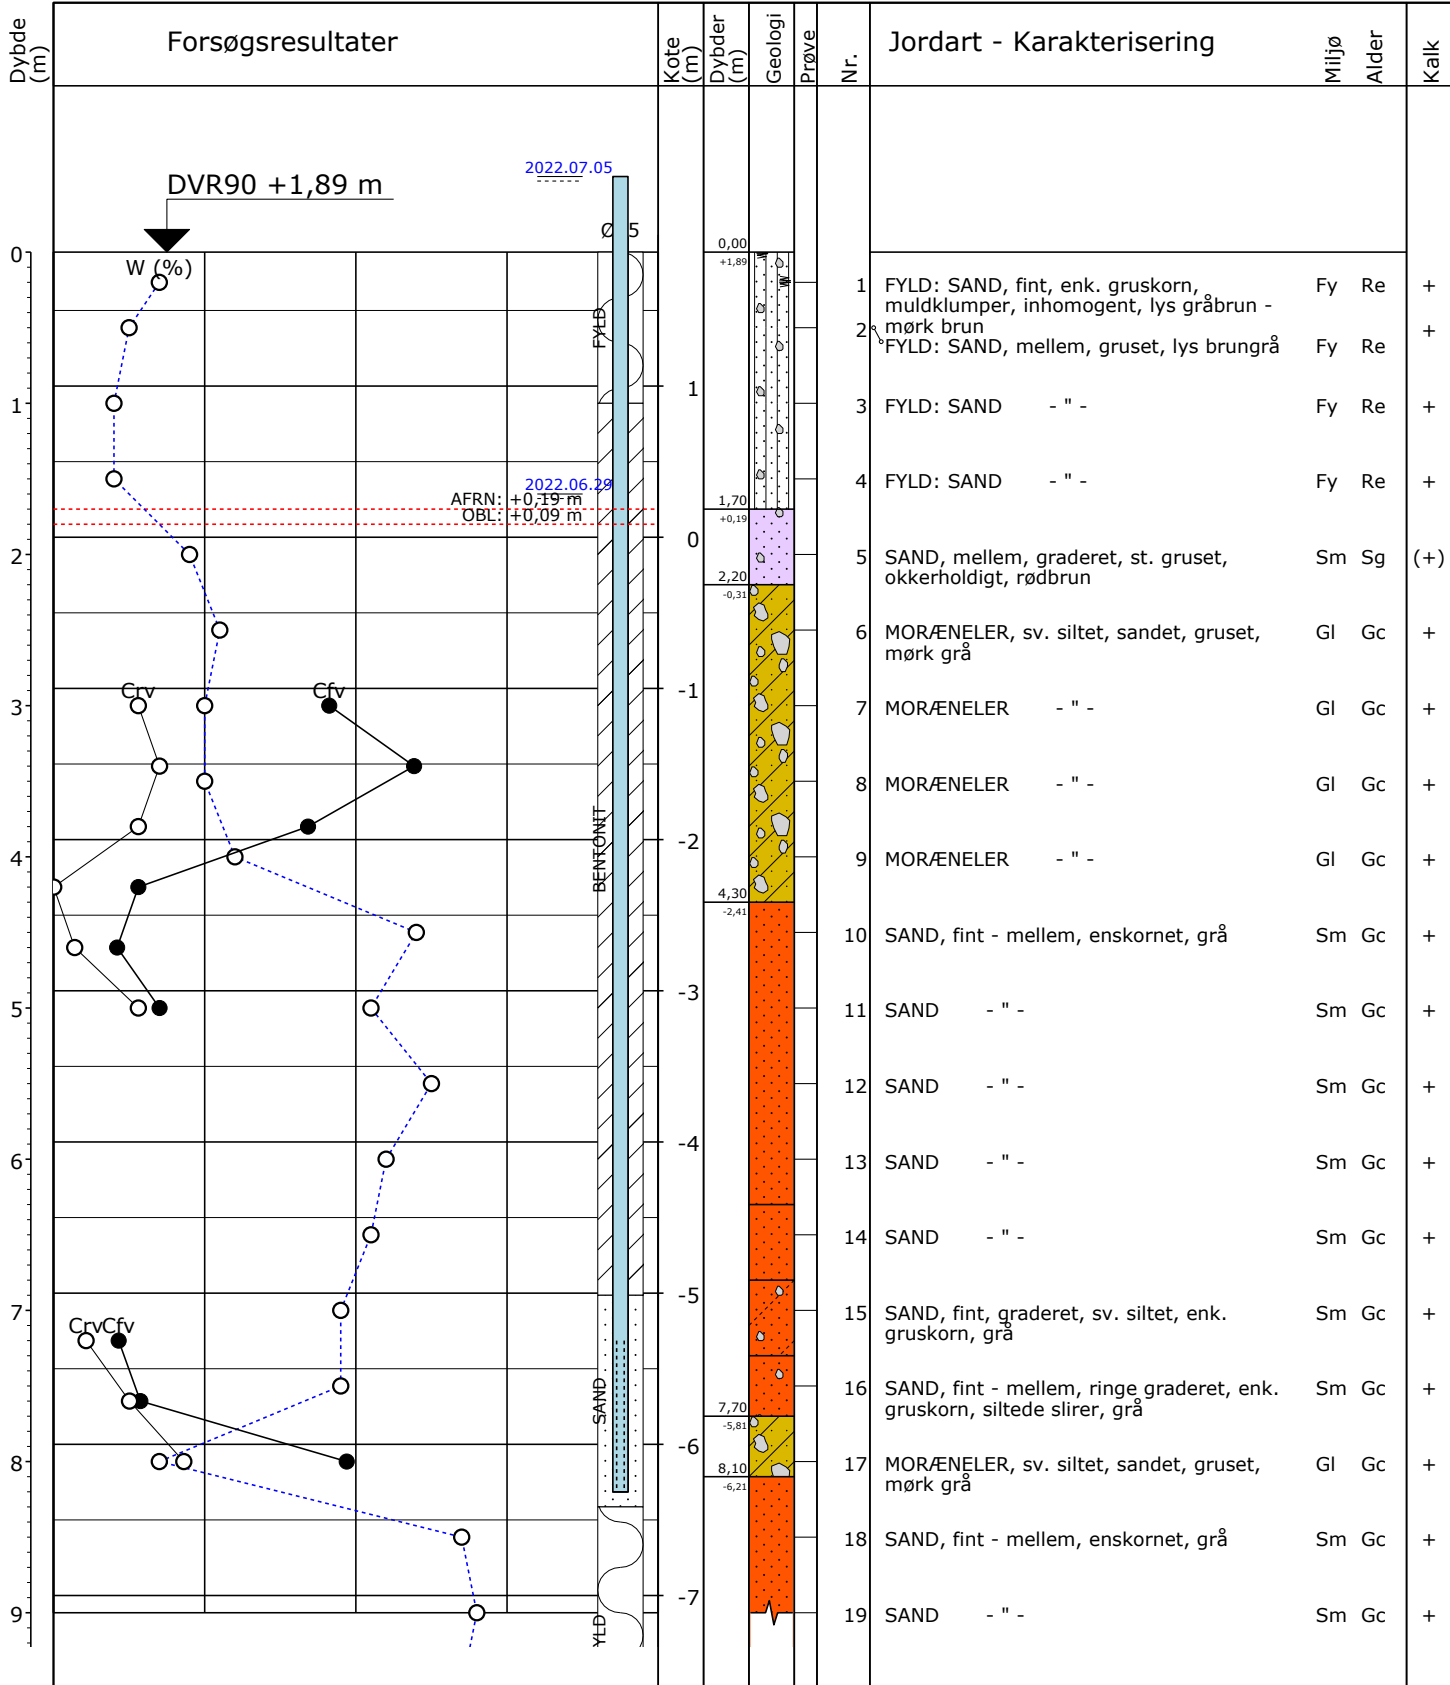 Dybde (m)
Forsøgsresultater
Kote (m)
Dybder (m)
Geologi
Prøve
Nr.
Jordart - Karakterisering
Miljø
Alder
Kalk
2022.07.05
DVR90 +1,89 m
0
0,00
+1,89
W (%)
FYLD
1 FYLD: SAND, fint, enk. gruskorn, Fy Re +
muldklumper, inhomogent, lys gråbrun -
mørk brun
2 +
FYLD: SAND, mellem, gruset, lys brungrå Fy Re
1
1
3 FYLD: SAND - " - Fy Re +
4 FYLD: SAND - " - Fy Re +
2022.06.29
AFRN: +0,19 m
OBL: +0,09 m
1,70
+0,19
0
2
5 SAND, mellem, graderet, st. gruset, Sm Sg (+)
okkerholdigt, rødbrun
2,20
-0,31
6 MORÆNELER, sv. siltet, sandet, gruset, Gl Gc +
mørk grå
Crv Cfv
-1
3
7 MORÆNELER - " - Gl Gc +
8 MORÆNELER - " - Gl Gc +
BENTONIT
-2
4
9 MORÆNELER - " - Gl Gc +
4,30
-2,41
10 SAND, fint - mellem, enskornet, grå Sm Gc +
-3
5
11 SAND - " - Sm Gc +
12 SAND - " - Sm Gc +
-4
6
13 SAND - " - Sm Gc +
14 SAND - " - Sm Gc +
-5
7
15 SAND, fint, graderet, sv. siltet, enk. Sm Gc +
gruskorn, grå
Crv Cfv
SAND
16 SAND, fint - mellem, ringe graderet, enk. Sm Gc +
gruskorn, siltede slirer, grå
7,70
-5,81
-6
8
17 MORÆNELER, sv. siltet, sandet, gruset, Gl Gc +
mørk grå
8,10
-6,21
18 SAND, fint - mellem, enskornet, grå Sm Gc +
-7
9
19 SAND - " - Sm Gc +
YLD